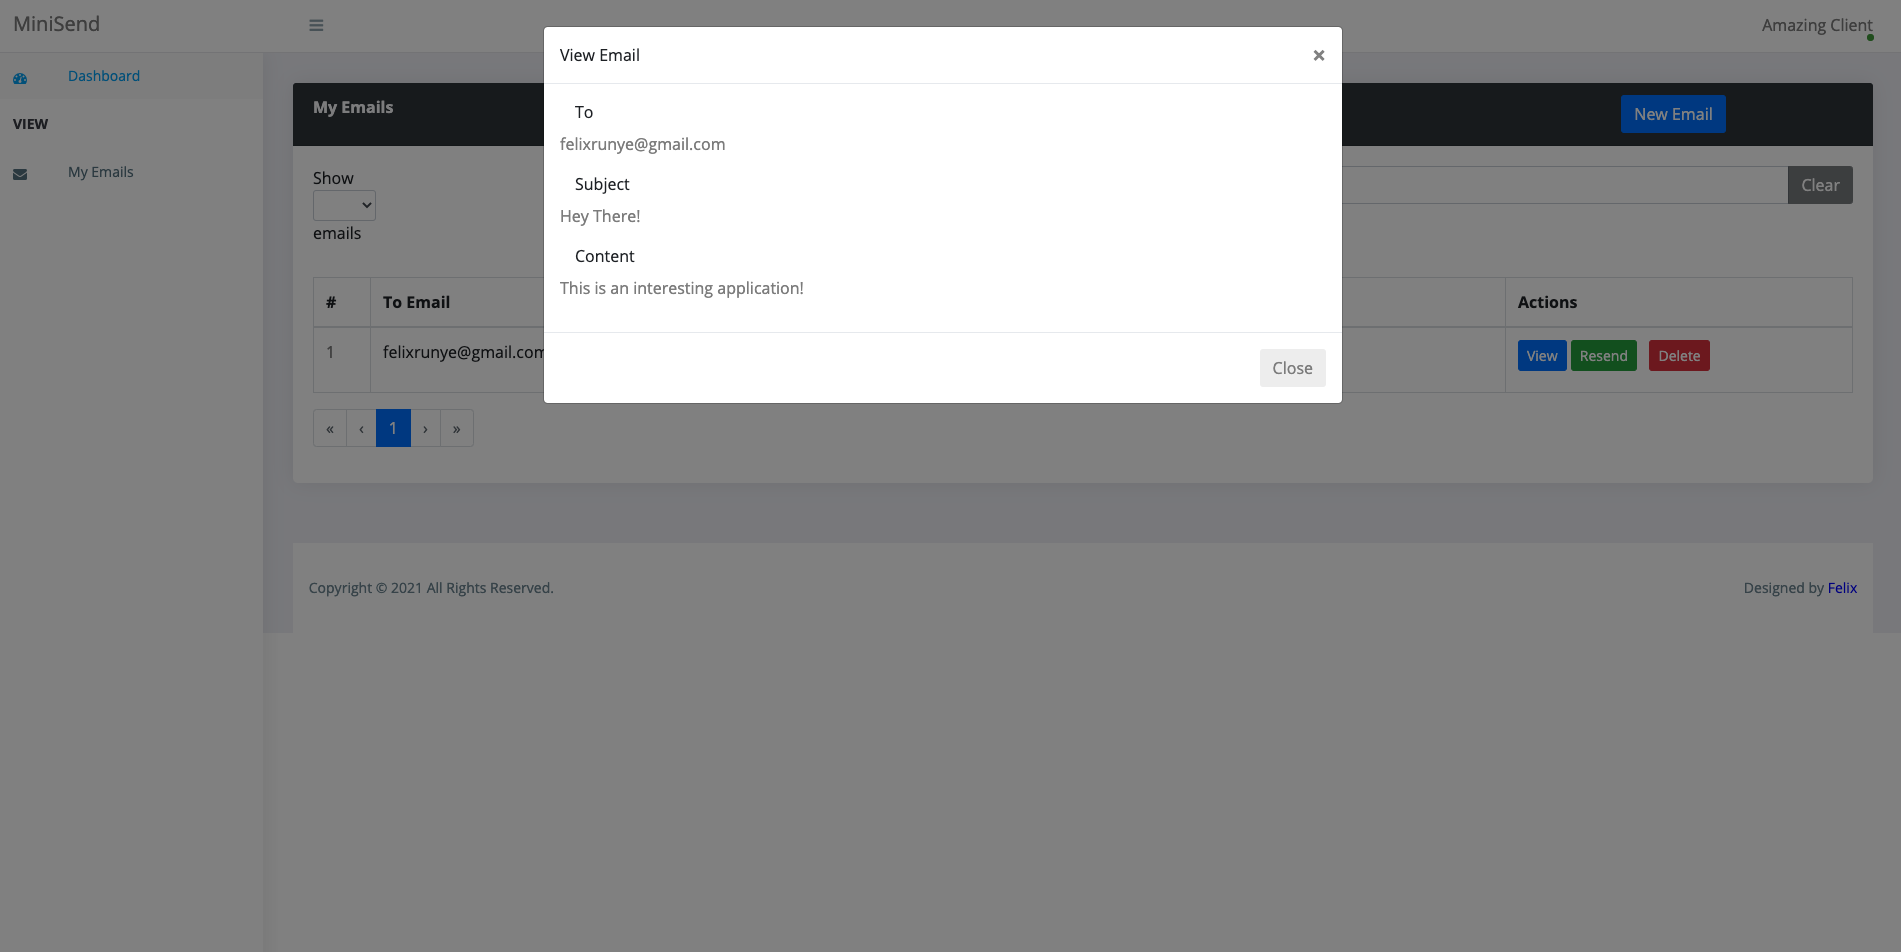 MiniSend
Amazing Client
Dashboard
VIEW
My Emails
My Emails
New Email
Show
emails
Clear
# To Email Actions
1 felixrunye@gmail.com View Resend Delete
« ‹ 1 › »
View Email ×
To
felixrunye@gmail.com
Subject
Hey There!
Content
This is an interesting application!
Close
Copyright © 2021 All Rights Reserved.
Designed by Felix